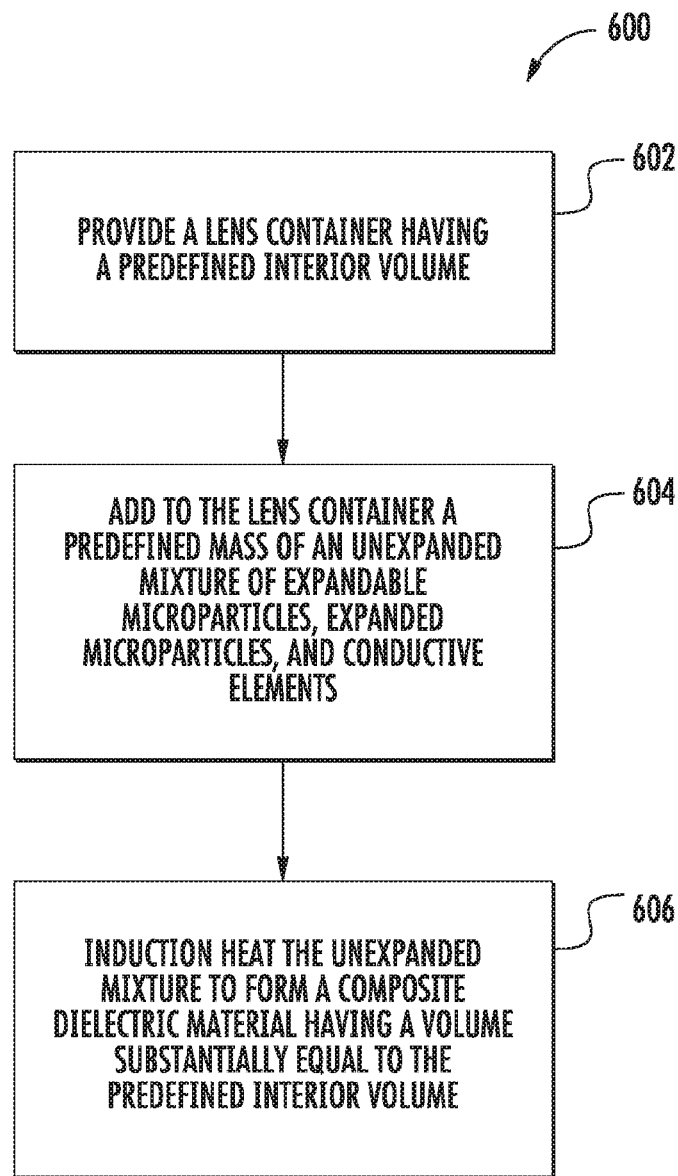 600
602
PROVIDE A LENS CONTAINER HAVING
A PREDEFINED INTERIOR VOLUME
604
ADD TO THE LENS CONTAINER A
PREDEFINED MASS OF AN UNEXPANDED
MIXTURE OF EXPANDABLE
MICROPARTICLES, EXPANDED
MICROPARTICLES, AND CONDUCTIVE
ELEMENTS
606
INDUCTION HEAT THE UNEXPANDED
MIXTURE TO FORM A COMPOSITE
DIELECTRIC MATERIAL HAVING A VOLUME
SUBSTANTIALLY EQUAL TO THE
PREDEFINED INTERIOR VOLUME